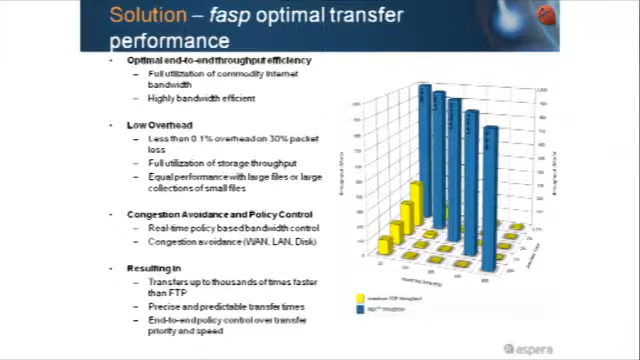 Solution – fasp optimal transfer
performance
Optimal end-to-end throughput efficiency
– Full utilization of commodity Internet
bandwidth
– Highly bandwidth efficient
Low Overhead
– Less than 0.1% overhead on 30% packet
loss
– Full utilization of storage throughput
– Equal performance with large files or large
collections of small files
Congestion Avoidance and Policy Control
– Real-time policy based bandwidth control
– Congestion avoidance (WAN, LAN, Disk)
Resulting in
– Transfers up to thousands of times faster
than FTP
– Precise and predictable transfer times
– End-to-end policy control over transfer
priority and speed
aspera